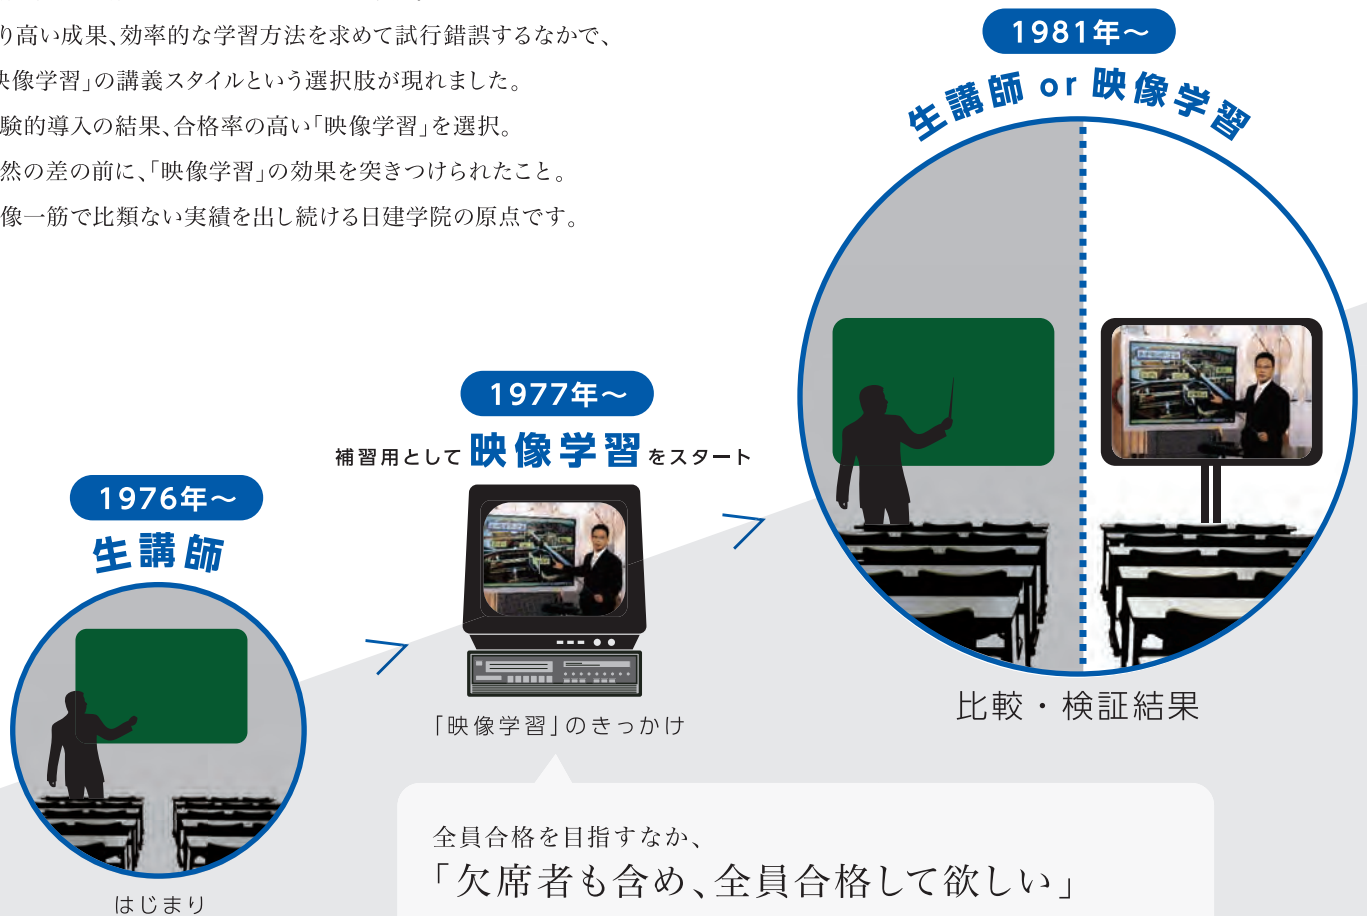 り高い成果、効率的な学習方法を求めて試行錯誤するなかで、
像学習」の講義スタイルという選択肢が現れました。
験的導入の結果、合格率の高い「映像学習」を選択。
然の差の前に、「映像学習」の効果を突きつけられたこと。
像一筋で比類ない実績を出し続ける日建学院の原点です。
1976年～
生講師
はじまり
1977年～
補習用として 映像学習 をスタート
「映像学習」のきっかけ
1981年～
生講師 or 映像学習
比較・検証結果
全員合格を目指すなか、
「欠席者も含め、全員合格して欲しい」